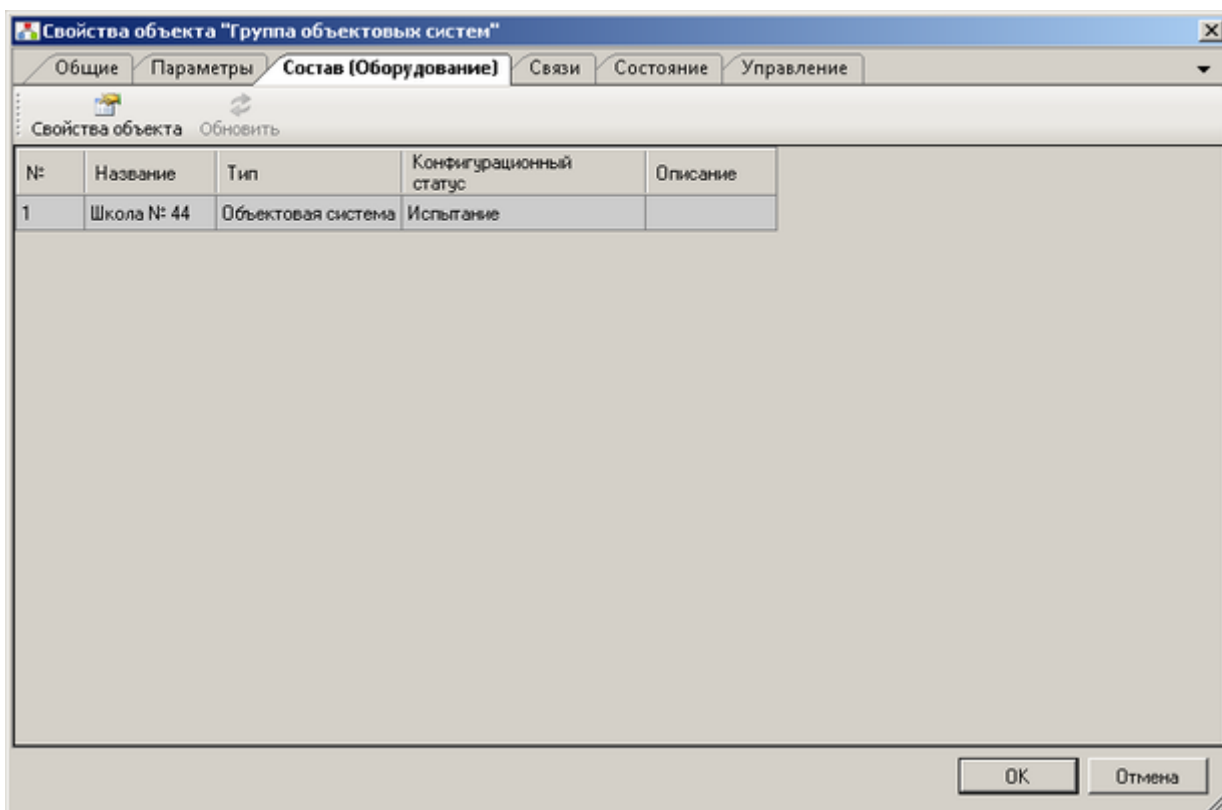 Свойства объекта "Группа объектовых систем"
Общие Параметры Состав (Оборудование) Связи Состояние Управление
Свойства объекта Обновить
№ Название Тип Конфигурационный статус Описание
1 Школа № 44 Объектовая система Испытание
OK Отмена